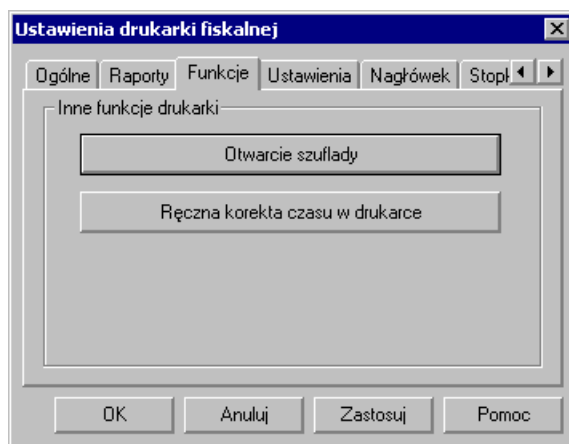 Ustawienia drukarki fiskalnej
Ogólne Raporty Funkcje Ustawienia Nagłówek
Inne funkcje drukarki
Otwarcie szuflady
Ręczna korekta czasu w drukarce
OK Anuluj Zastosuj Pomoc